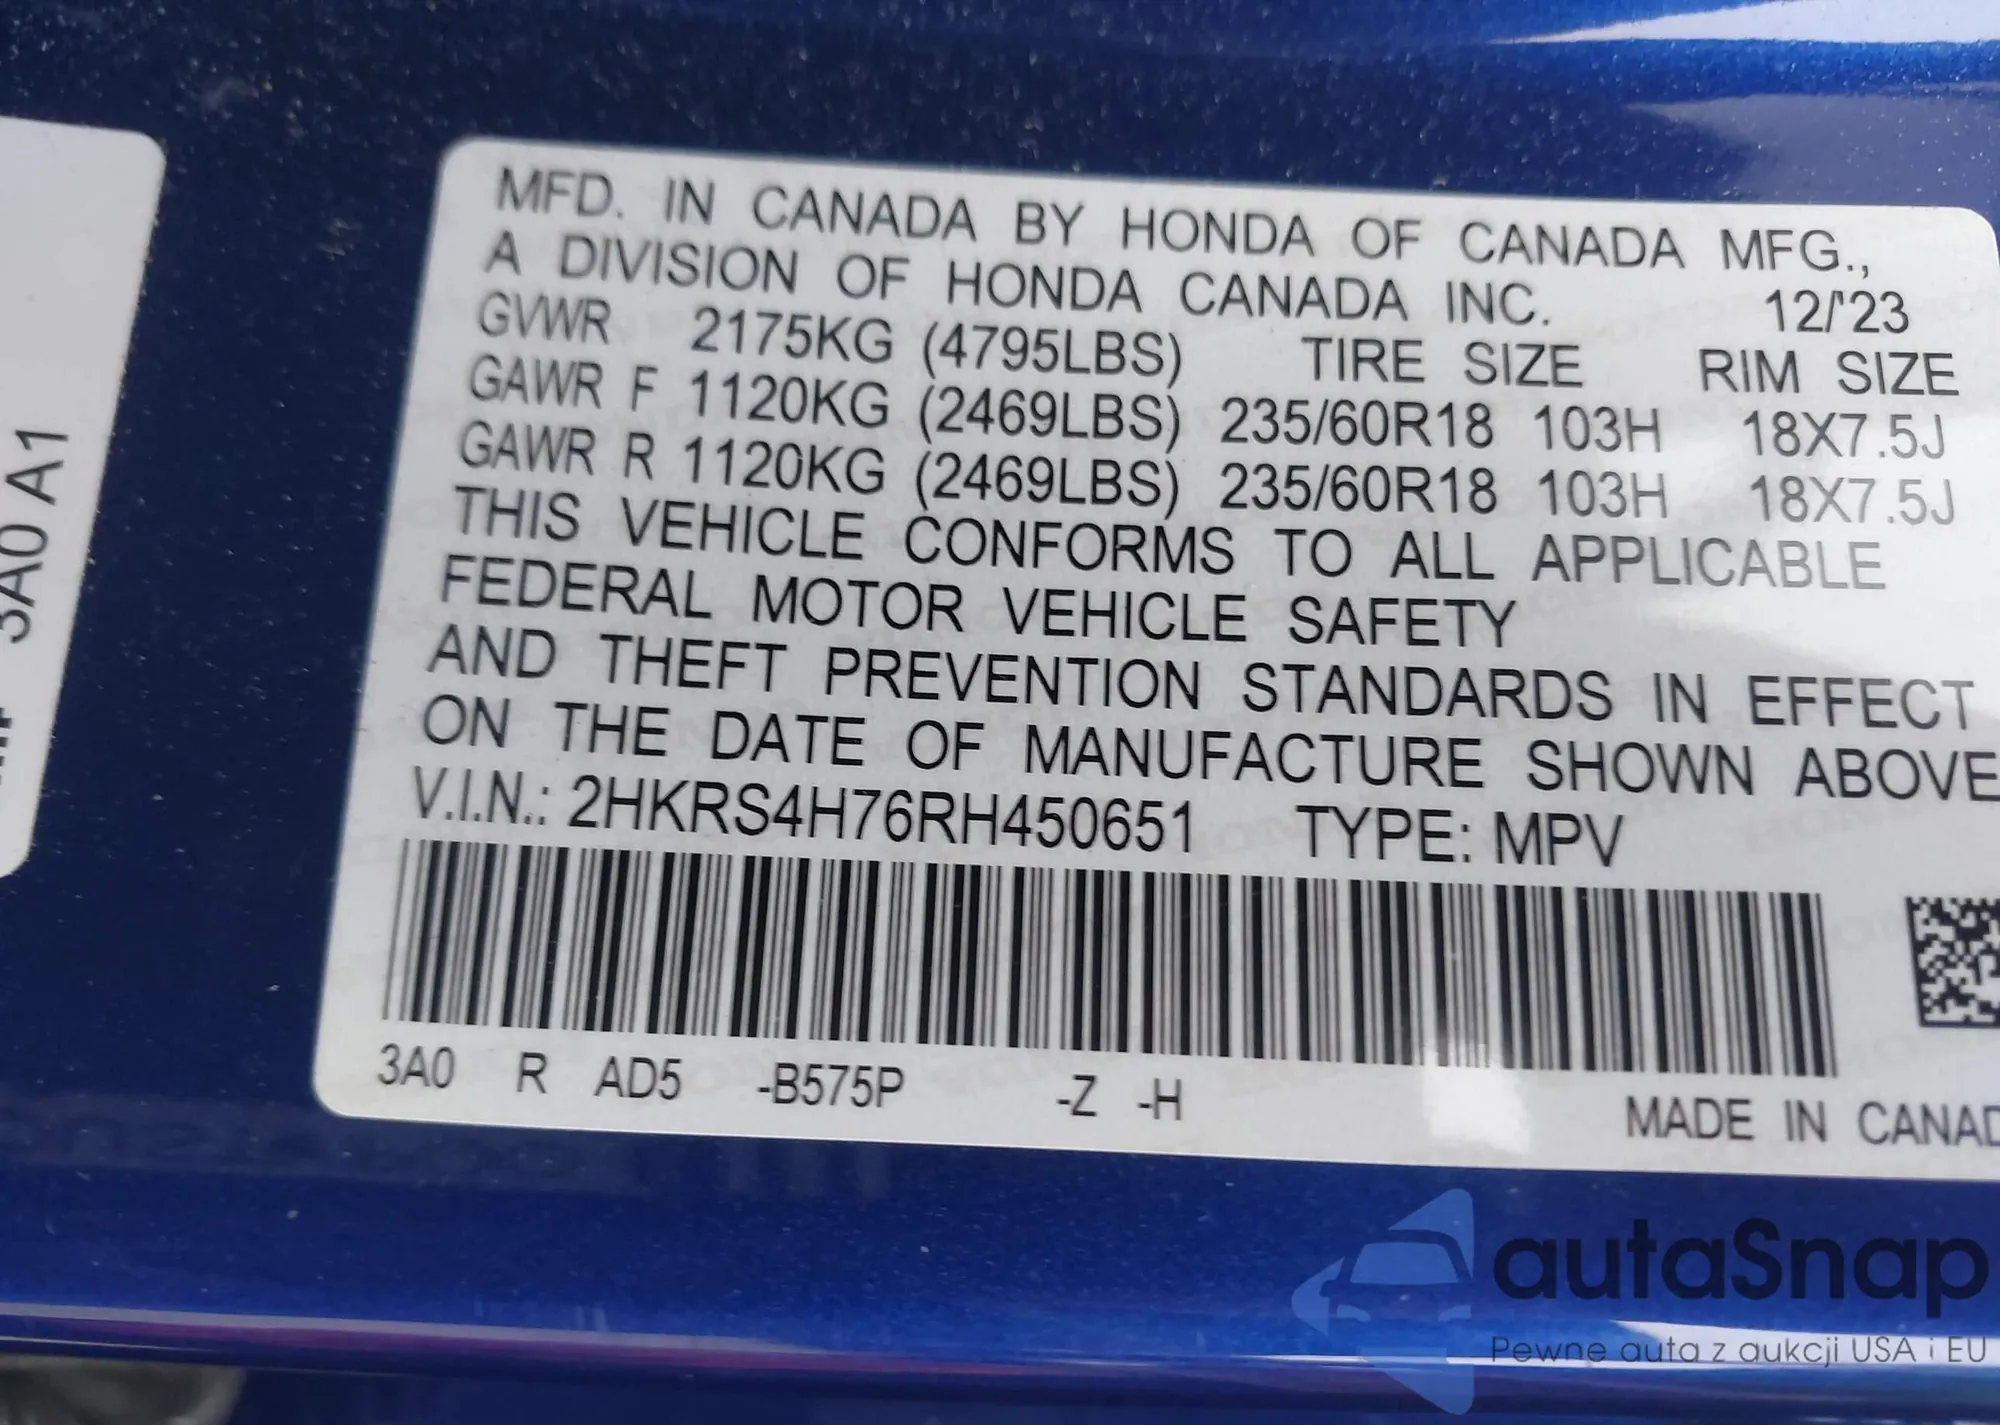 MFD. IN CANADA BY HONDA OF CANADA MFG.,
A DIVISION OF HONDA CANADA INC. 12/'23
GVWR 2175KG (4795LBS) TIRE SIZE RIM SIZE
GAWR F 1120KG (2469LBS) 235/60R18 103H 18X7.5J
GAWR R 1120KG (2469LBS) 235/60R18 103H 18X7.5J
THIS VEHICLE CONFORMS TO ALL APPLICABLE
FEDERAL MOTOR VEHICLE SAFETY
AND THEFT PREVENTION STANDARDS IN EFFECT
ON THE DATE OF MANUFACTURE SHOWN ABOVE
V.I.N.: 2HKRS4H76RH450651 TYPE: MPV
3A0 R AD5 -B575P -Z -H
MADE IN CANAD
3A0 A1
autaSnap
Pewne auta z aukcji USA i EU